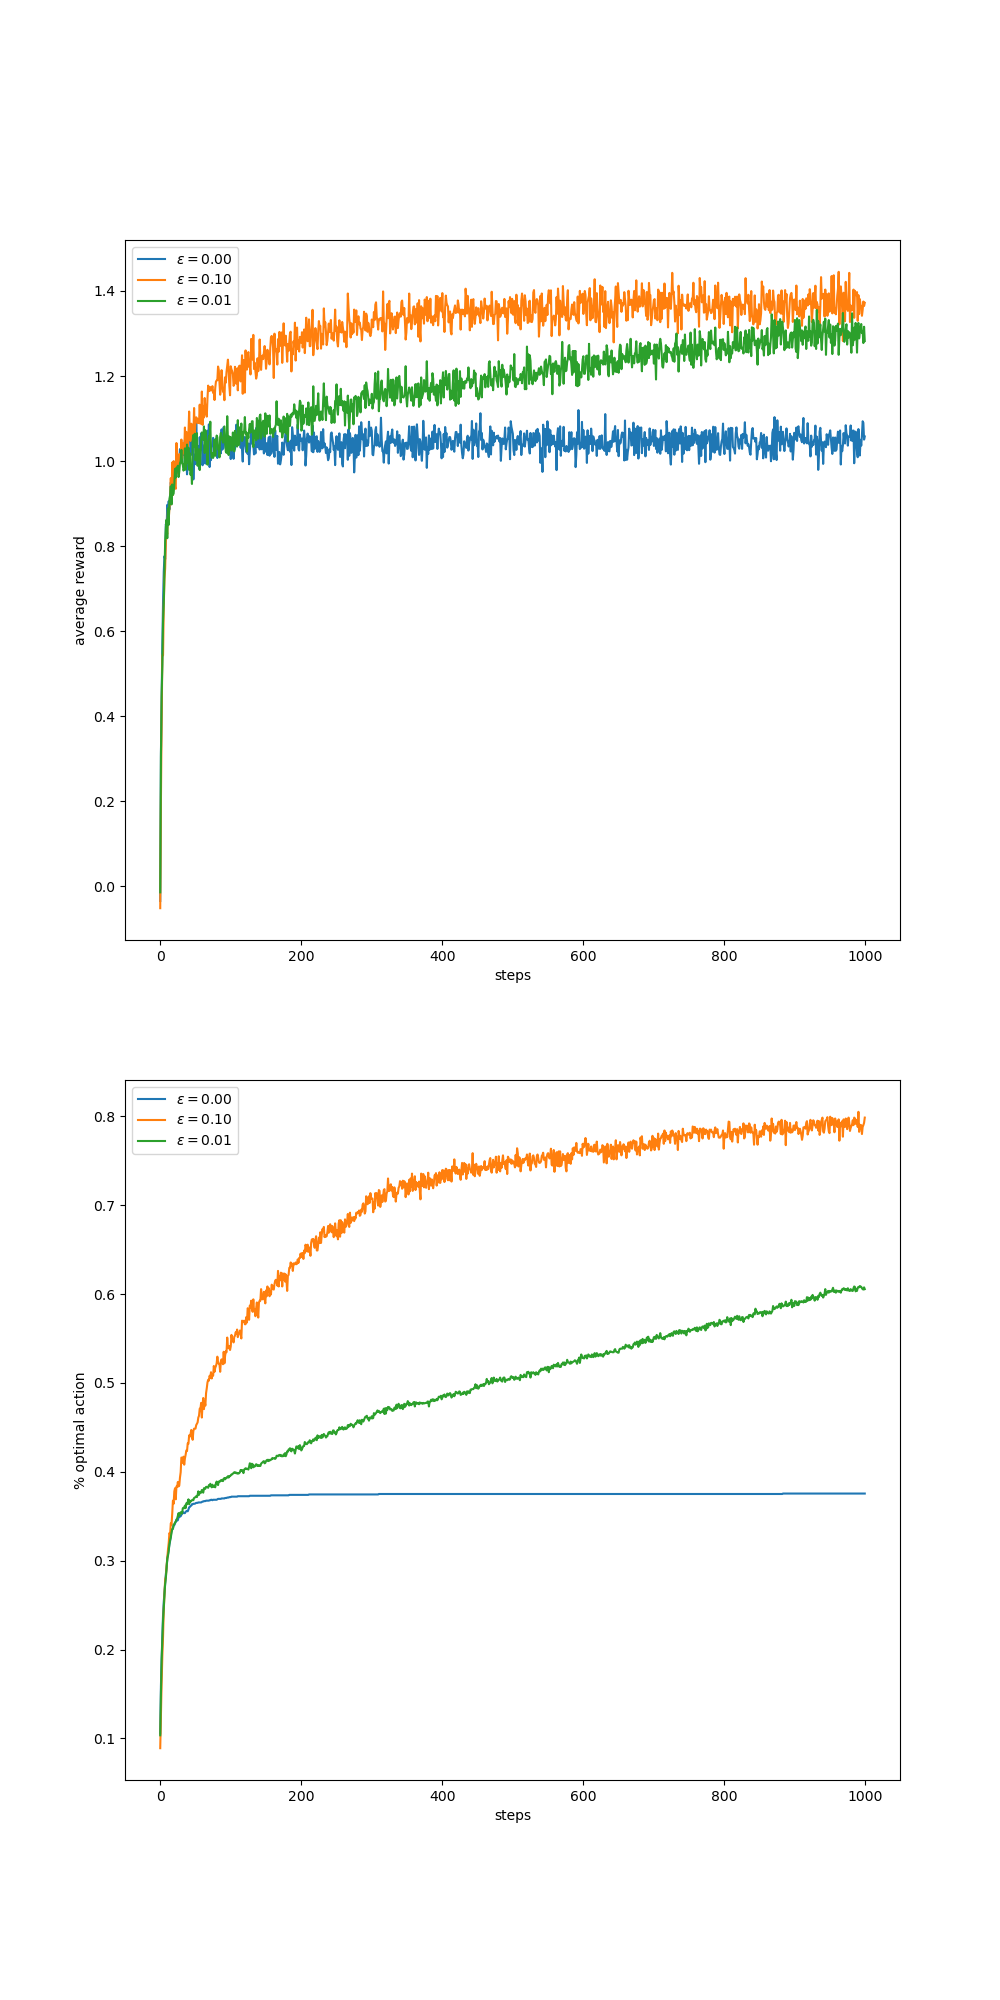 ε = 0.00
ε = 0.10
ε = 0.01
1.4
1.2
1.0
0.8
0.6
0.4
0.2
0.0
average reward
0 200 400 600 800 1000
steps
ε = 0.00
ε = 0.10
ε = 0.01
0.8
0.7
0.6
0.5
0.4
0.3
0.2
0.1
% optimal action
0 200 400 600 800 1000
steps